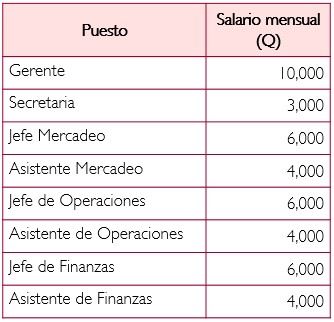 Puesto Salario mensual
(Q)
Gerente 10,000
Secretaria 3,000
Jefe Mercadeo 6,000
Asistente Mercadeo 4,000
Jefe de Operaciones 6,000
Asistente de Operaciones 4,000
Jefe de Finanzas 6,000
Asistente de Finanzas 4,000